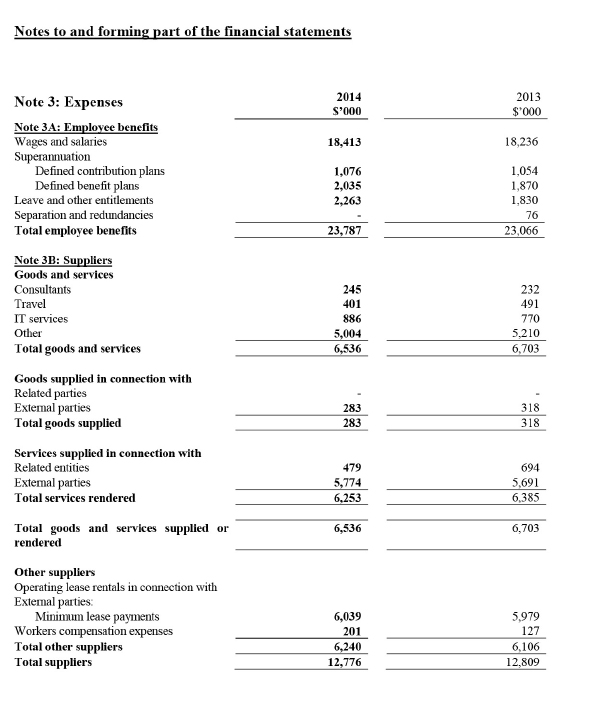 Notes to and forming part of the financial statements
Note 3: Expenses 2014 2013
$'000 $'000
Note 3A: Employee benefits
Wages and salaries 18,413 18,236
Superannuation
Defined contribution plans 1,076 1,054
Defined benefit plans 2,035 1,870
Leave and other entitlements 2,263 1,830
Separation and redundancies - 76
Total employee benefits 23,787 23,066
Note 3B: Suppliers
Goods and services
Consultants 245 232
Travel 401 491
IT services 886 770
Other 5,004 5,210
Total goods and services 6,536 6,703
Goods supplied in connection with
Related parties - -
External parties 283 318
Total goods supplied 283 318
Services supplied in connection with
Related entities 479 694
External parties 5,774 5,691
Total services rendered 6,253 6,385
Total goods and services supplied or 6,536 6,703
rendered
Other suppliers
Operating lease rentals in connection with
External parties:
Minimum lease payments 6,039 5,979
Workers compensation expenses 201 127
Total other suppliers 6,240 6,106
Total suppliers 12,776 12,809